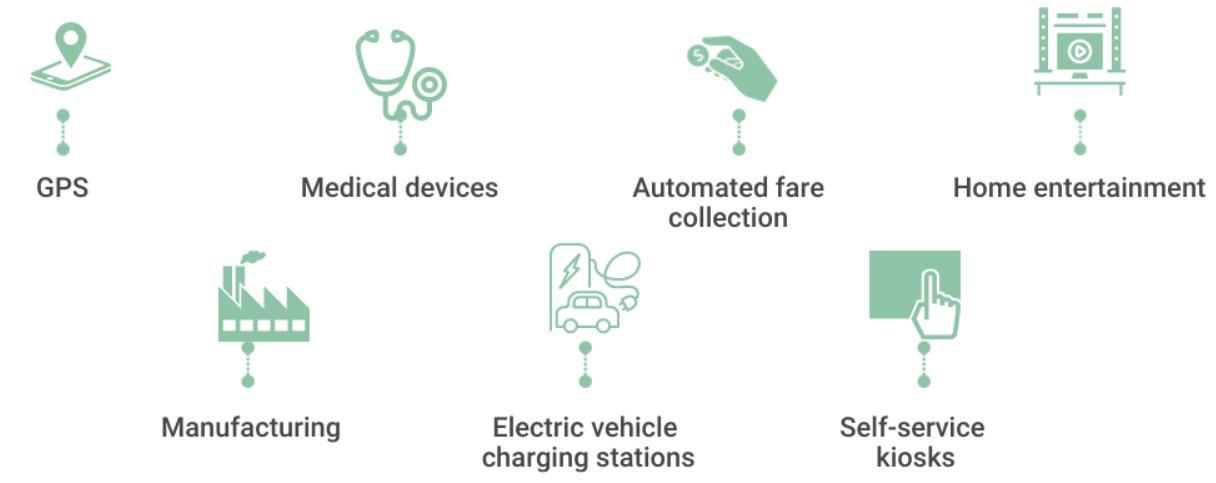 GPS
Medical devices
Automated fare
collection
Home entertainment
Manufacturing
Electric vehicle
charging stations
Self-service
kiosks